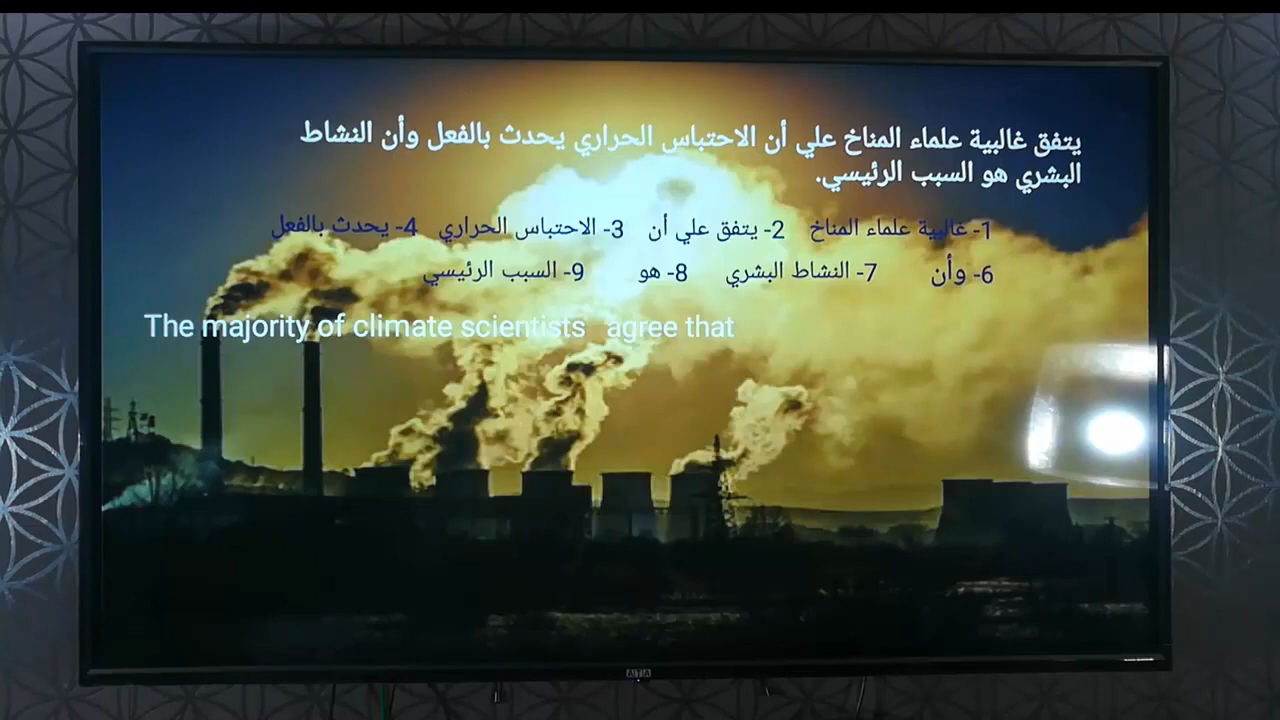 يتفق غالبية علماء المناخ علي أن الاحتباس الحراري يحدث بالفعل وأن النشاط
البشري هو السبب الرئيسي.
1- غالبية علماء المناخ 2- يتفق علي أن 3- الاحتباس الحراري 4- يحدث بالفعل
6- وأن 7- النشاط البشري 8- هو 9- السبب الرئيسي
The majority of climate scientists agree that
ATA